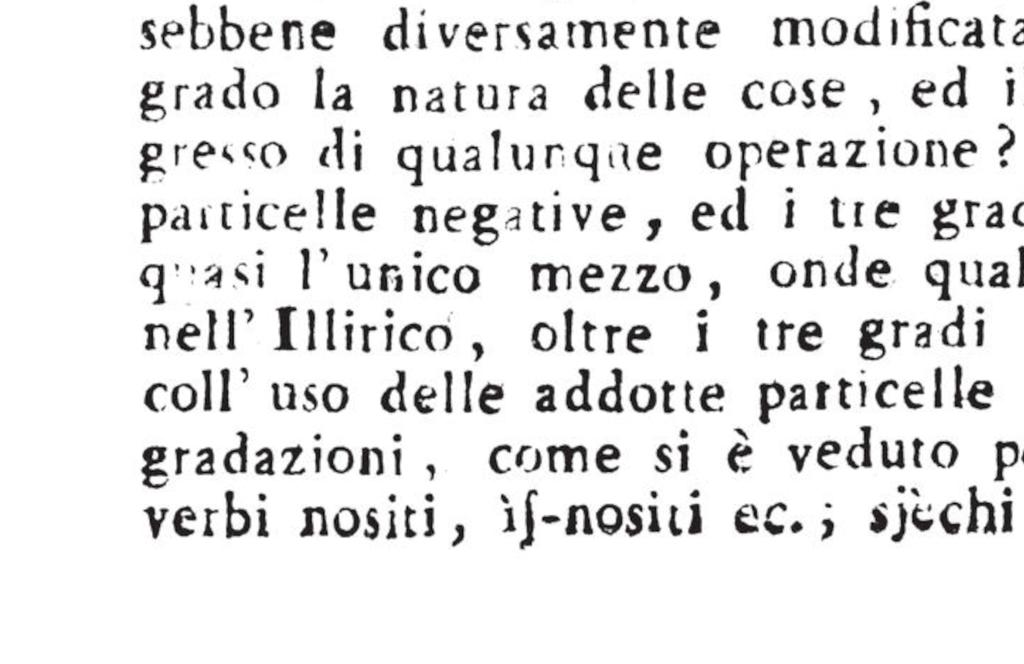 sebbene diversamente modificata
grado la natura delle cose, ed i
gresso di qualunque operazione?
particelle negative, ed i tre grad
quasi l'unico mezzo, onde qual
nell'Illirico, oltre i tre gradi
coll'uso delle addotte particelle
gradazioni, come si è veduto pe
verbi nositi, ìʃ-nositi ec.; sjèchi